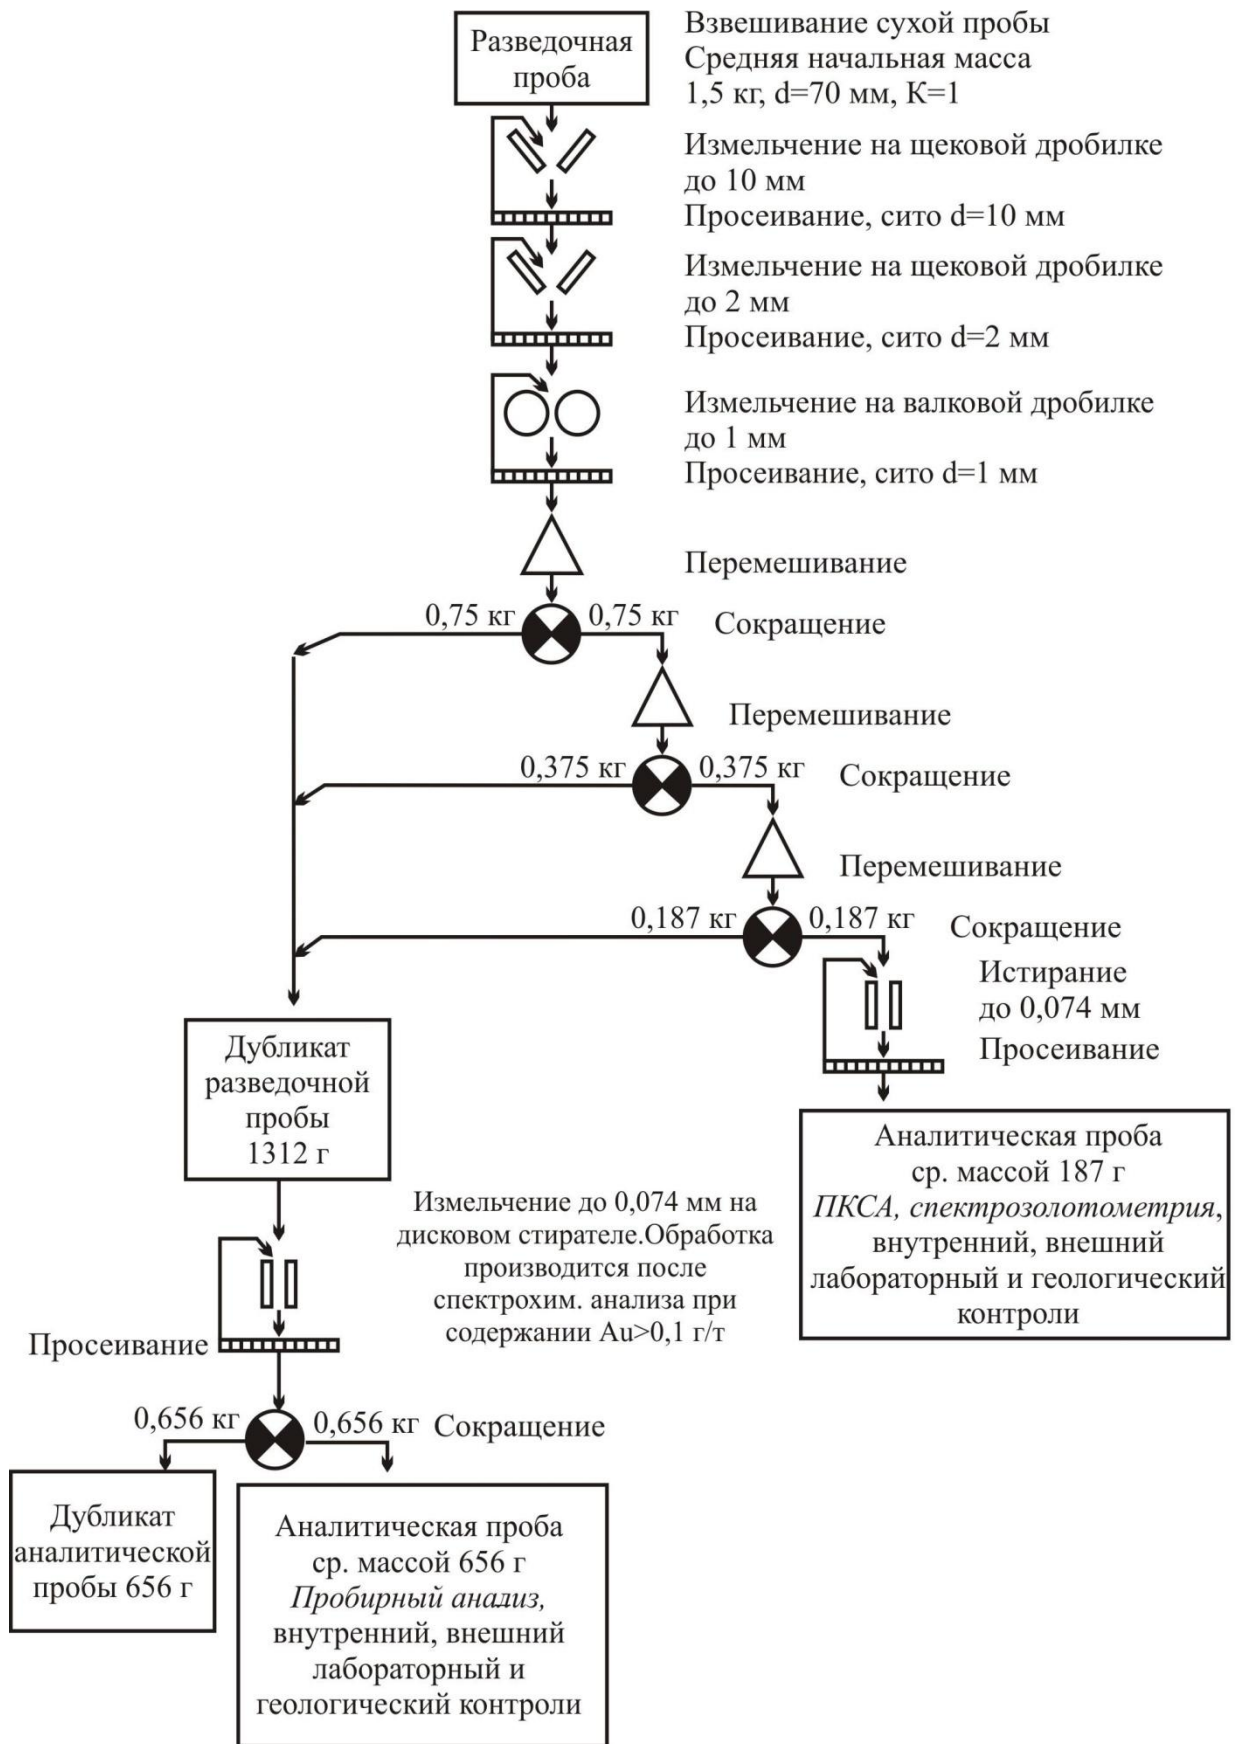 Разведочная
проба
Взвешивание сухой пробы
Средняя начальная масса
1,5 кг, d=70 мм, К=1
Измельчение на щековой дробилке
до 10 мм
Просеивание, сито d=10 мм
Измельчение на щековой дробилке
до 2 мм
Просеивание, сито d=2 мм
Измельчение на валковой дробилке
до 1 мм
Просеивание, сито d=1 мм
Перемешивание
0,75 кг 0,75 кг Сокращение
Перемешивание
0,375 кг 0,375 кг Сокращение
Перемешивание
0,187 кг 0,187 кг Сокращение
Истирание
до 0,074 мм
Просеивание
Дубликат
разведочной
пробы
1312 г
Аналитическая проба
ср. массой 187 г
ПКСА, спектрозолотометрия,
внутренний, внешний
лабораторный и геологический
контроли
Измельчение до 0,074 мм на
дисковом стирателе.Обработка
производится после
спектрохим. анализа при
содержании Au>0,1 г/т
Просеивание
0,656 кг 0,656 кг Сокращение
Дубликат
аналитической
пробы 656 г
Аналитическая проба
ср. массой 656 г
Пробирный анализ,
внутренний, внешний
лабораторный и
геологический контроли